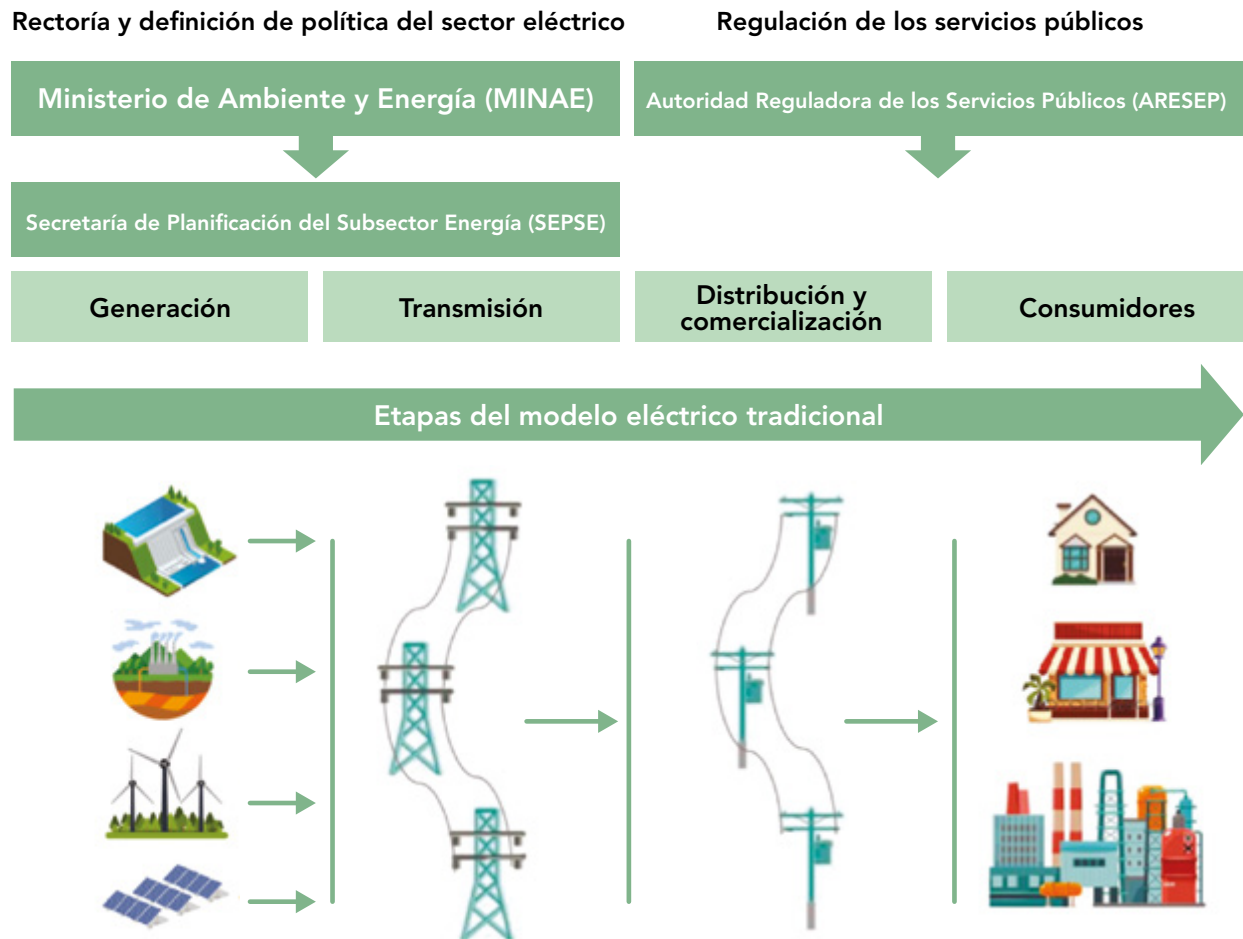 Rectoría y definición de política del sector eléctrico
Regulación de los servicios públicos
Ministerio de Ambiente y Energía (MINAE)
Autoridad Reguladora de los Servicios Públicos (ARESEP)
Secretaría de Planificación del Subsector Energía (SEPSE)
Generación
Transmisión
Distribución y
comercialización
Consumidores
Etapas del modelo eléctrico tradicional